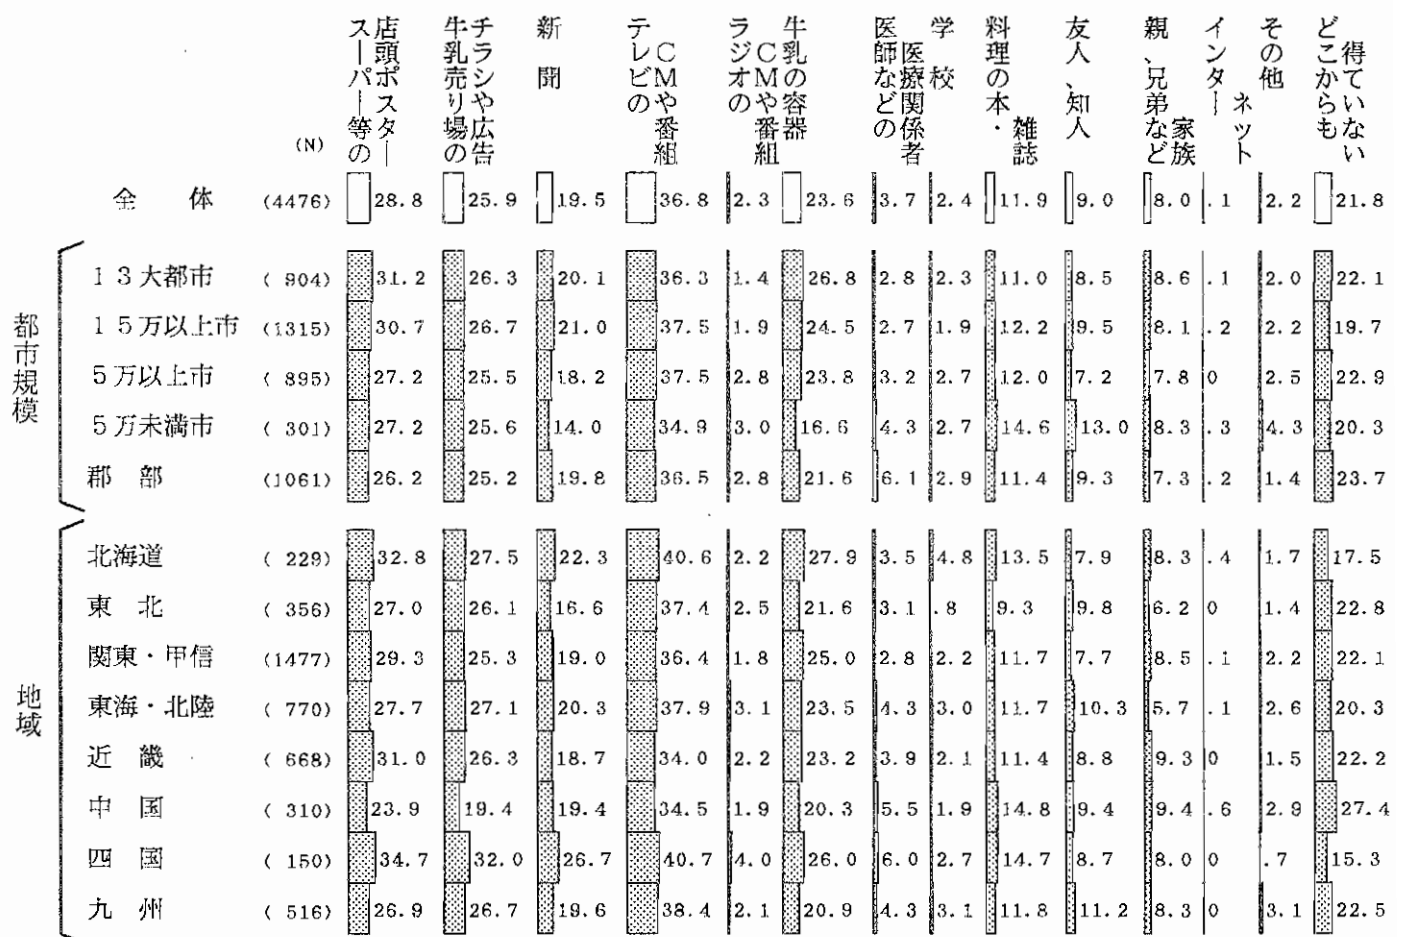 スーパー等の店頭ポスター
牛乳売り場のチラシや広告
新聞
テレビのCMや番組
ラジオのCMや番組
牛乳の容器
医師などの医療関係者
学校
料理の本・雑誌
友人、知人
親、兄弟など家族
インターネット
その他
どこからも得ていない
(N)
全体 (4476) 28.8 25.9 19.5 36.8 2.3 23.6 3.7 2.4 11.9 9.0 8.0 .1 2.2 21.8
都市規模
13大都市 (904) 31.2 26.3 20.1 36.3 1.4 26.8 2.8 2.3 11.0 8.5 8.6 .1 2.0 22.1
15万以上市 (1315) 30.7 26.7 21.0 37.5 1.9 24.5 2.7 1.9 12.2 9.5 8.1 .2 2.2 19.7
5万以上市 (895) 27.2 25.5 18.2 37.5 2.8 23.8 3.2 2.7 12.0 7.2 7.8 0 2.5 22.9
5万未満市 (301) 27.2 25.6 14.0 34.9 3.0 16.6 4.3 2.7 14.6 13.0 8.3 .3 4.3 20.3
郡部 (1061) 26.2 25.2 19.8 36.5 2.8 21.6 6.1 2.9 11.4 9.3 7.3 .2 1.4 23.7
地域
北海道 (229) 32.8 27.5 22.3 40.6 2.2 27.9 3.5 4.8 13.5 7.9 8.3 .4 1.7 17.5
東北 (356) 27.0 26.1 16.6 37.4 2.5 21.6 3.1 .8 9.3 9.8 6.2 0 1.4 22.8
関東・甲信 (1477) 29.3 25.3 19.0 36.4 1.8 25.0 2.8 2.2 11.7 7.7 8.5 .1 2.2 22.1
東海・北陸 (770) 27.7 27.1 20.3 37.9 3.1 23.5 4.3 3.0 11.7 10.3 5.7 .1 2.6 20.3
近畿 (668) 31.0 26.3 18.7 34.0 2.2 23.2 3.9 2.1 11.4 8.8 9.3 0 1.5 22.2
中国 (310) 23.9 19.4 19.4 34.5 1.9 20.3 5.5 1.9 14.8 9.4 9.4 .6 2.9 27.4
四国 (150) 34.7 32.0 26.7 40.7 4.0 26.0 6.0 2.7 14.7 8.7 8.0 0 .7 15.3
九州 (516) 26.9 26.7 19.6 38.4 2.1 20.9 4.3 3.1 11.8 11.2 8.3 0 3.1 22.5